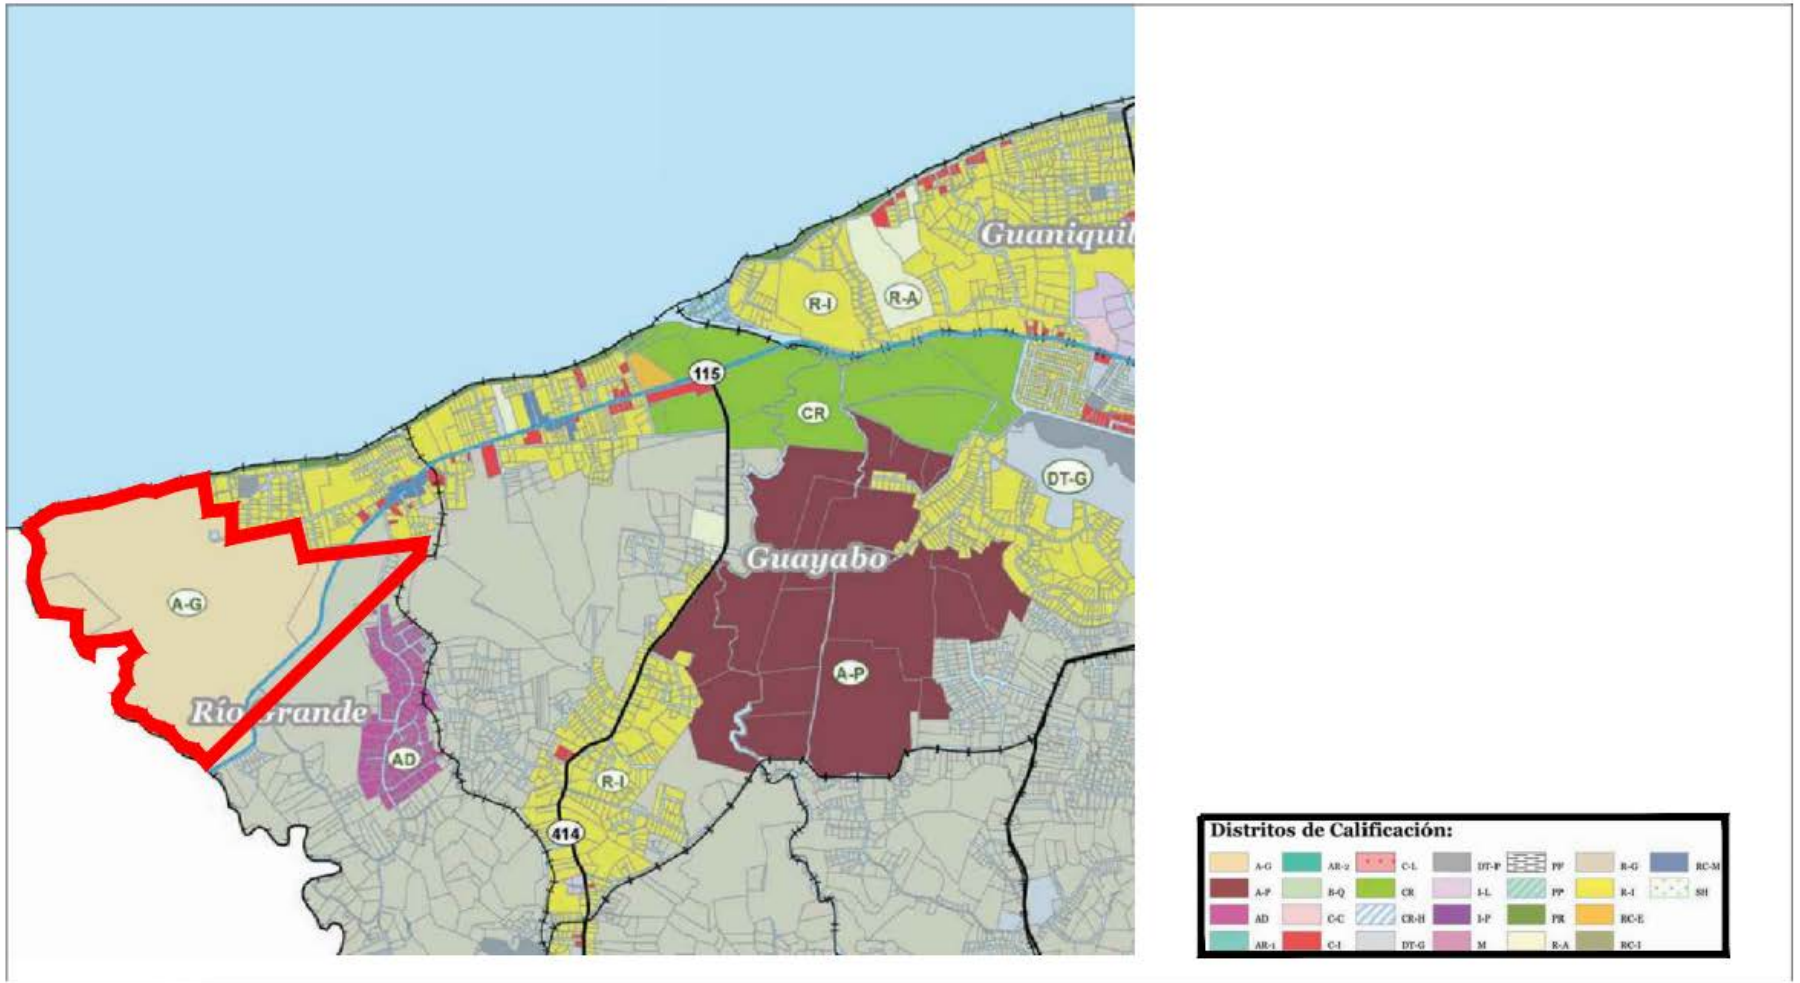 Guaniquil
R-I
R-A
115
CR
DT-G
Guayabo
A-G
A-P
Río Grande
AD
R-I
414
Distritos de Calificación:
A-G AR-2 C-L DT-P PF R-G RC-M
A-P B-Q CR I-L PP R-I SH
AD C-C CR-H I-P PR RC-E
AR-1 C-I DT-G M R-A RC-I